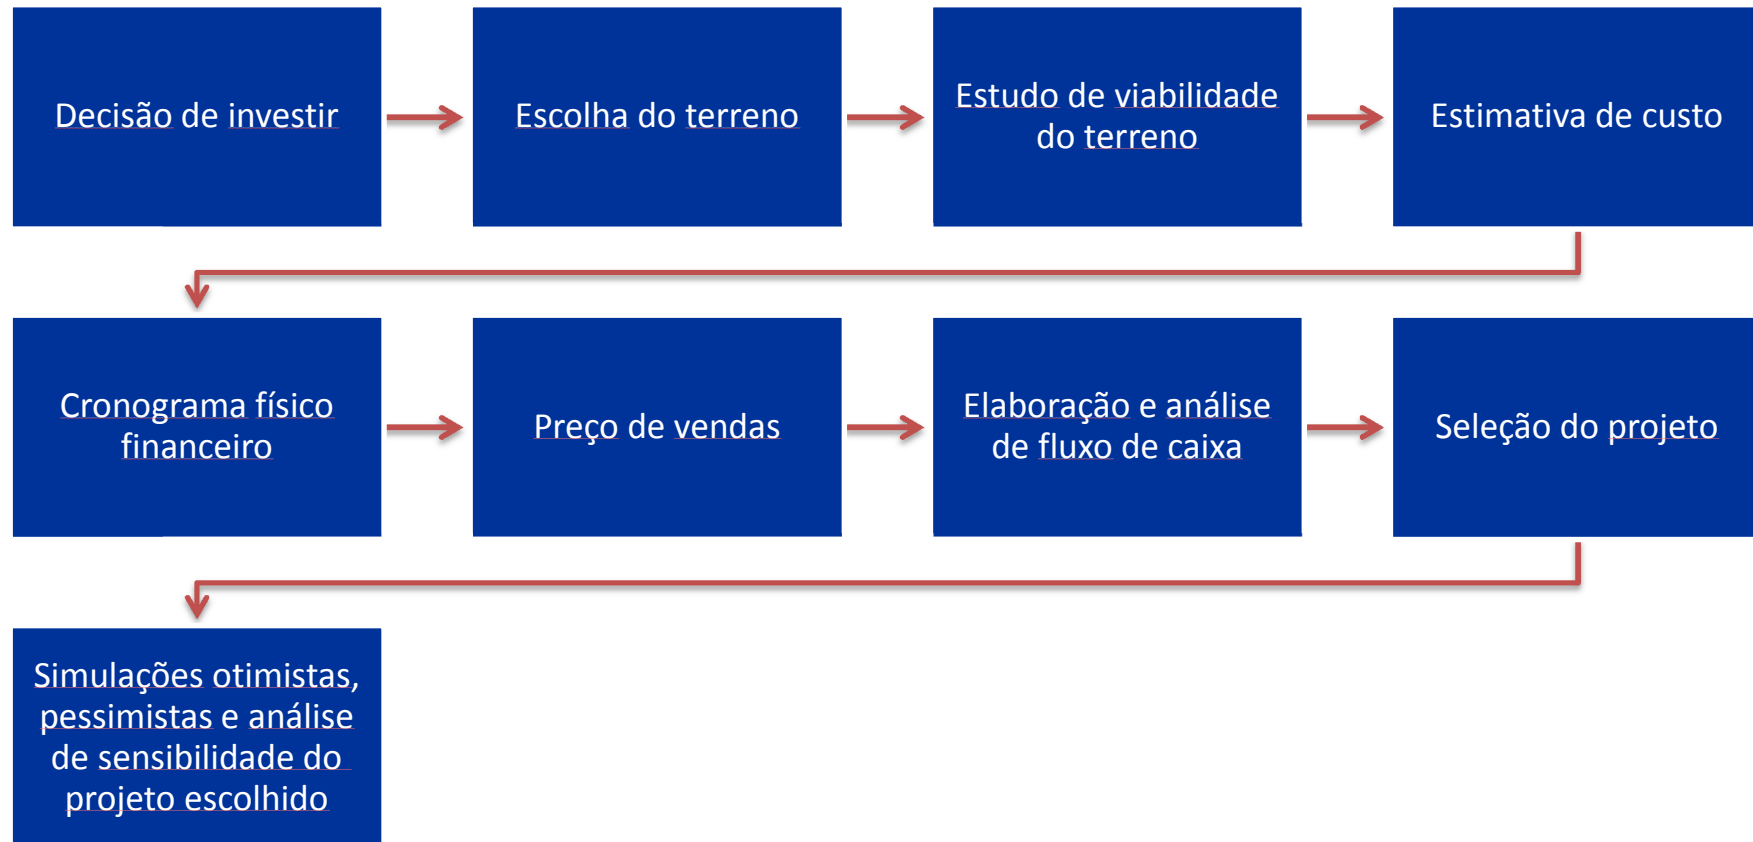 Decisão de investir
Escolha do terreno
Estudo de viabilidade
do terreno
Estimativa de custo
Cronograma físico
financeiro
Preço de vendas
Elaboração e análise
de fluxo de caixa
Seleção do projeto
Simulações otimistas,
pessimistas e análise
de sensibilidade do
projeto escolhido